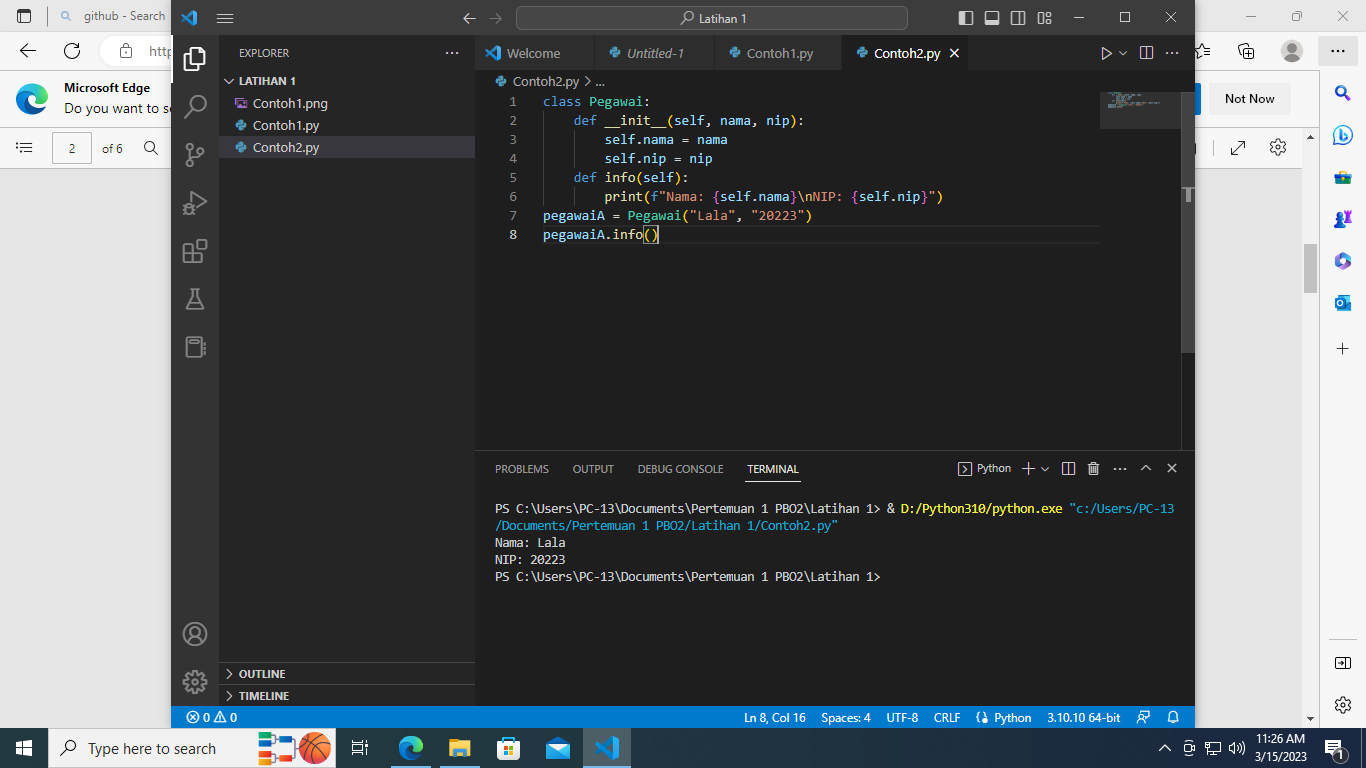 github - Search
Latihan 1
http
Microsoft Edge
Do you want to s
Not Now
2 of 6
EXPLORER
LATIHAN 1
Contoh1.png
Contoh1.py
Contoh2.py
OUTLINE
TIMELINE
Welcome Untitled-1 Contoh1.py Contoh2.py
Contoh2.py > ...
1 class Pegawai:
2     def __init__(self, nama, nip):
3         self.nama = nama
4         self.nip = nip
5     def info(self):
6         print(f"Nama: {self.nama}\nNIP: {self.nip}")
7 pegawaiA = Pegawai("Lala", "20223")
8 pegawaiA.info()
PROBLEMS OUTPUT DEBUG CONSOLE TERMINAL Python
PS C:\Users\PC-13\Documents\Pertemuan 1 PBO2\Latihan 1> & D:/Python310/python.exe "c:/Users/PC-13
/Documents/Pertemuan 1 PBO2/Latihan 1/Contoh2.py"
Nama: Lala
NIP: 20223
PS C:\Users\PC-13\Documents\Pertemuan 1 PBO2\Latihan 1>
0 0 Ln 8, Col 16 Spaces: 4 UTF-8 CRLF Python 3.10.10 64-bit
Type here to search
11:26 AM
3/15/2023
1